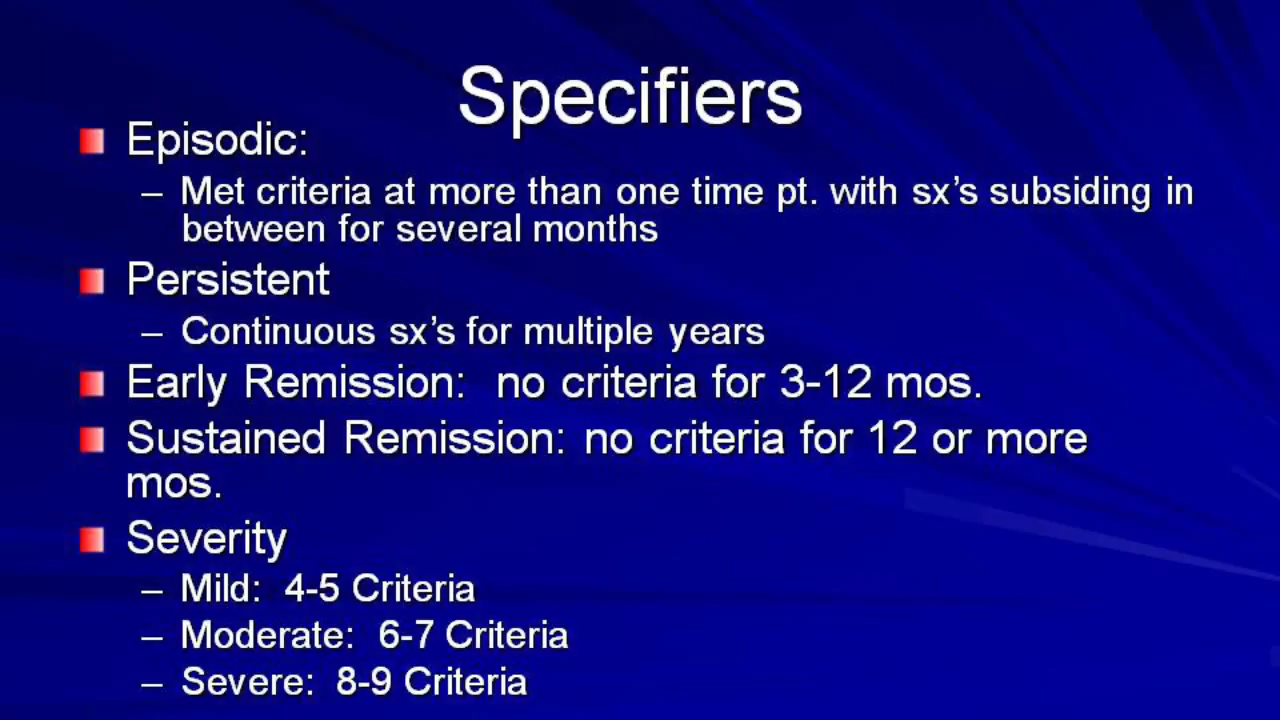 Specifiers
Episodic:
– Met criteria at more than one time pt. with sx's subsiding in
between for several months
Persistent
– Continuous sx's for multiple years
Early Remission: no criteria for 3-12 mos.
Sustained Remission: no criteria for 12 or more
mos.
Severity
– Mild: 4-5 Criteria
– Moderate: 6-7 Criteria
– Severe: 8-9 Criteria